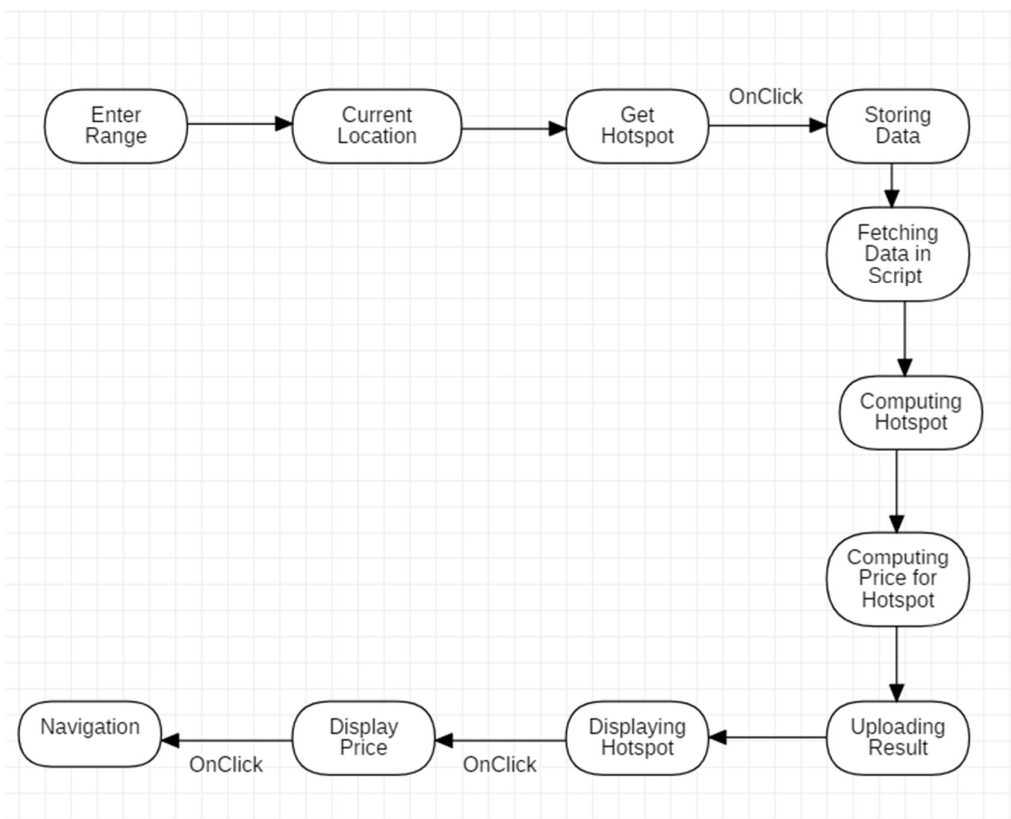 Enter
Range
Current
Location
Get
Hotspot
OnClick
Storing
Data
Fetching
Data in
Script
Computing
Hotspot
Computing
Price for
Hotspot
Uploading
Result
Displaying
Hotspot
OnClick
Display
Price
OnClick
Navigation